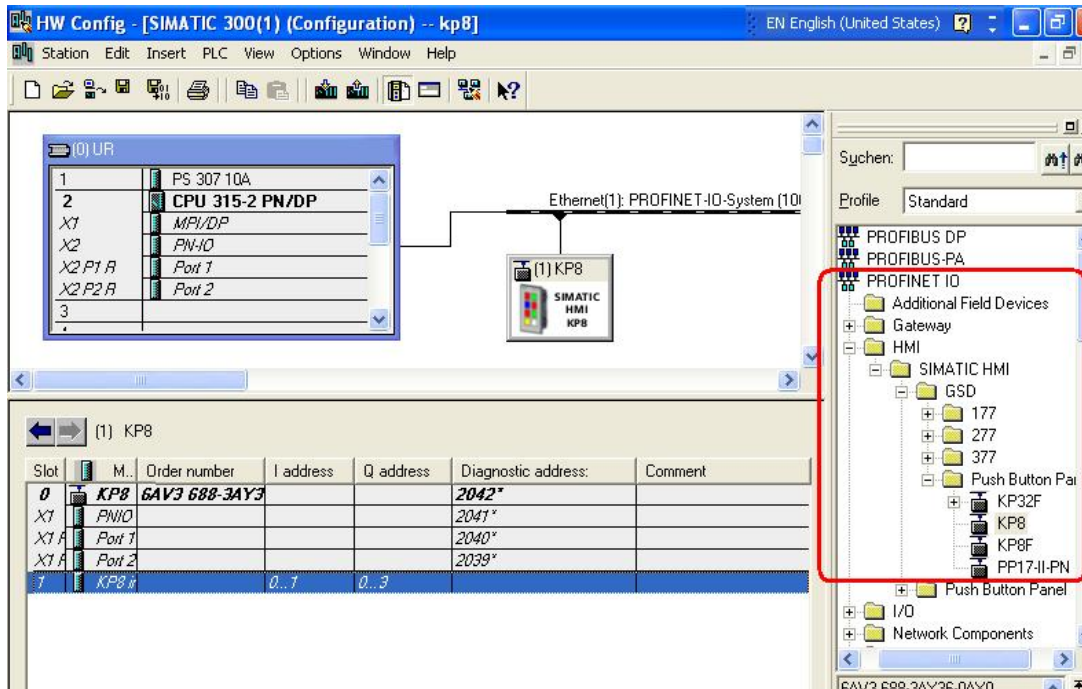 HW Config - [SIMATIC 300(1) (Configuration) -- kp8]
EN English (United States)
Station Edit Insert PLC View Options Window Help
(0) UR
1 PS 307 10A
2 CPU 315-2 PN/DP
X1 MPI/DP
X2 PN-IO
X2 P1 R Port 1
X2 P2 R Port 2
3
Ethernet(1): PROFINET-IO-System (10
(1) KP8
SIMATIC
HMI
KP8
Suchen:
Profile Standard
PROFIBUS DP
PROFIBUS-PA
PROFINET IO
Additional Field Devices
Gateway
HMI
SIMATIC HMI
GSD
177
277
377
Push Button Pa
KP32F
KP8
KP8F
PP17-II-PN
Push Button Panel
I/O
Network Components
6AV3 688-3AY36-0AX0
(1) KP8
Slot M.. Order number I address Q address Diagnostic address: Comment
0 KP8 6AV3 688-3AY3 2042*
X1 PNIO 2041*
X1 Port 1 2040*
X1 Port 2 2039*
1 KP8 0...1 0...3